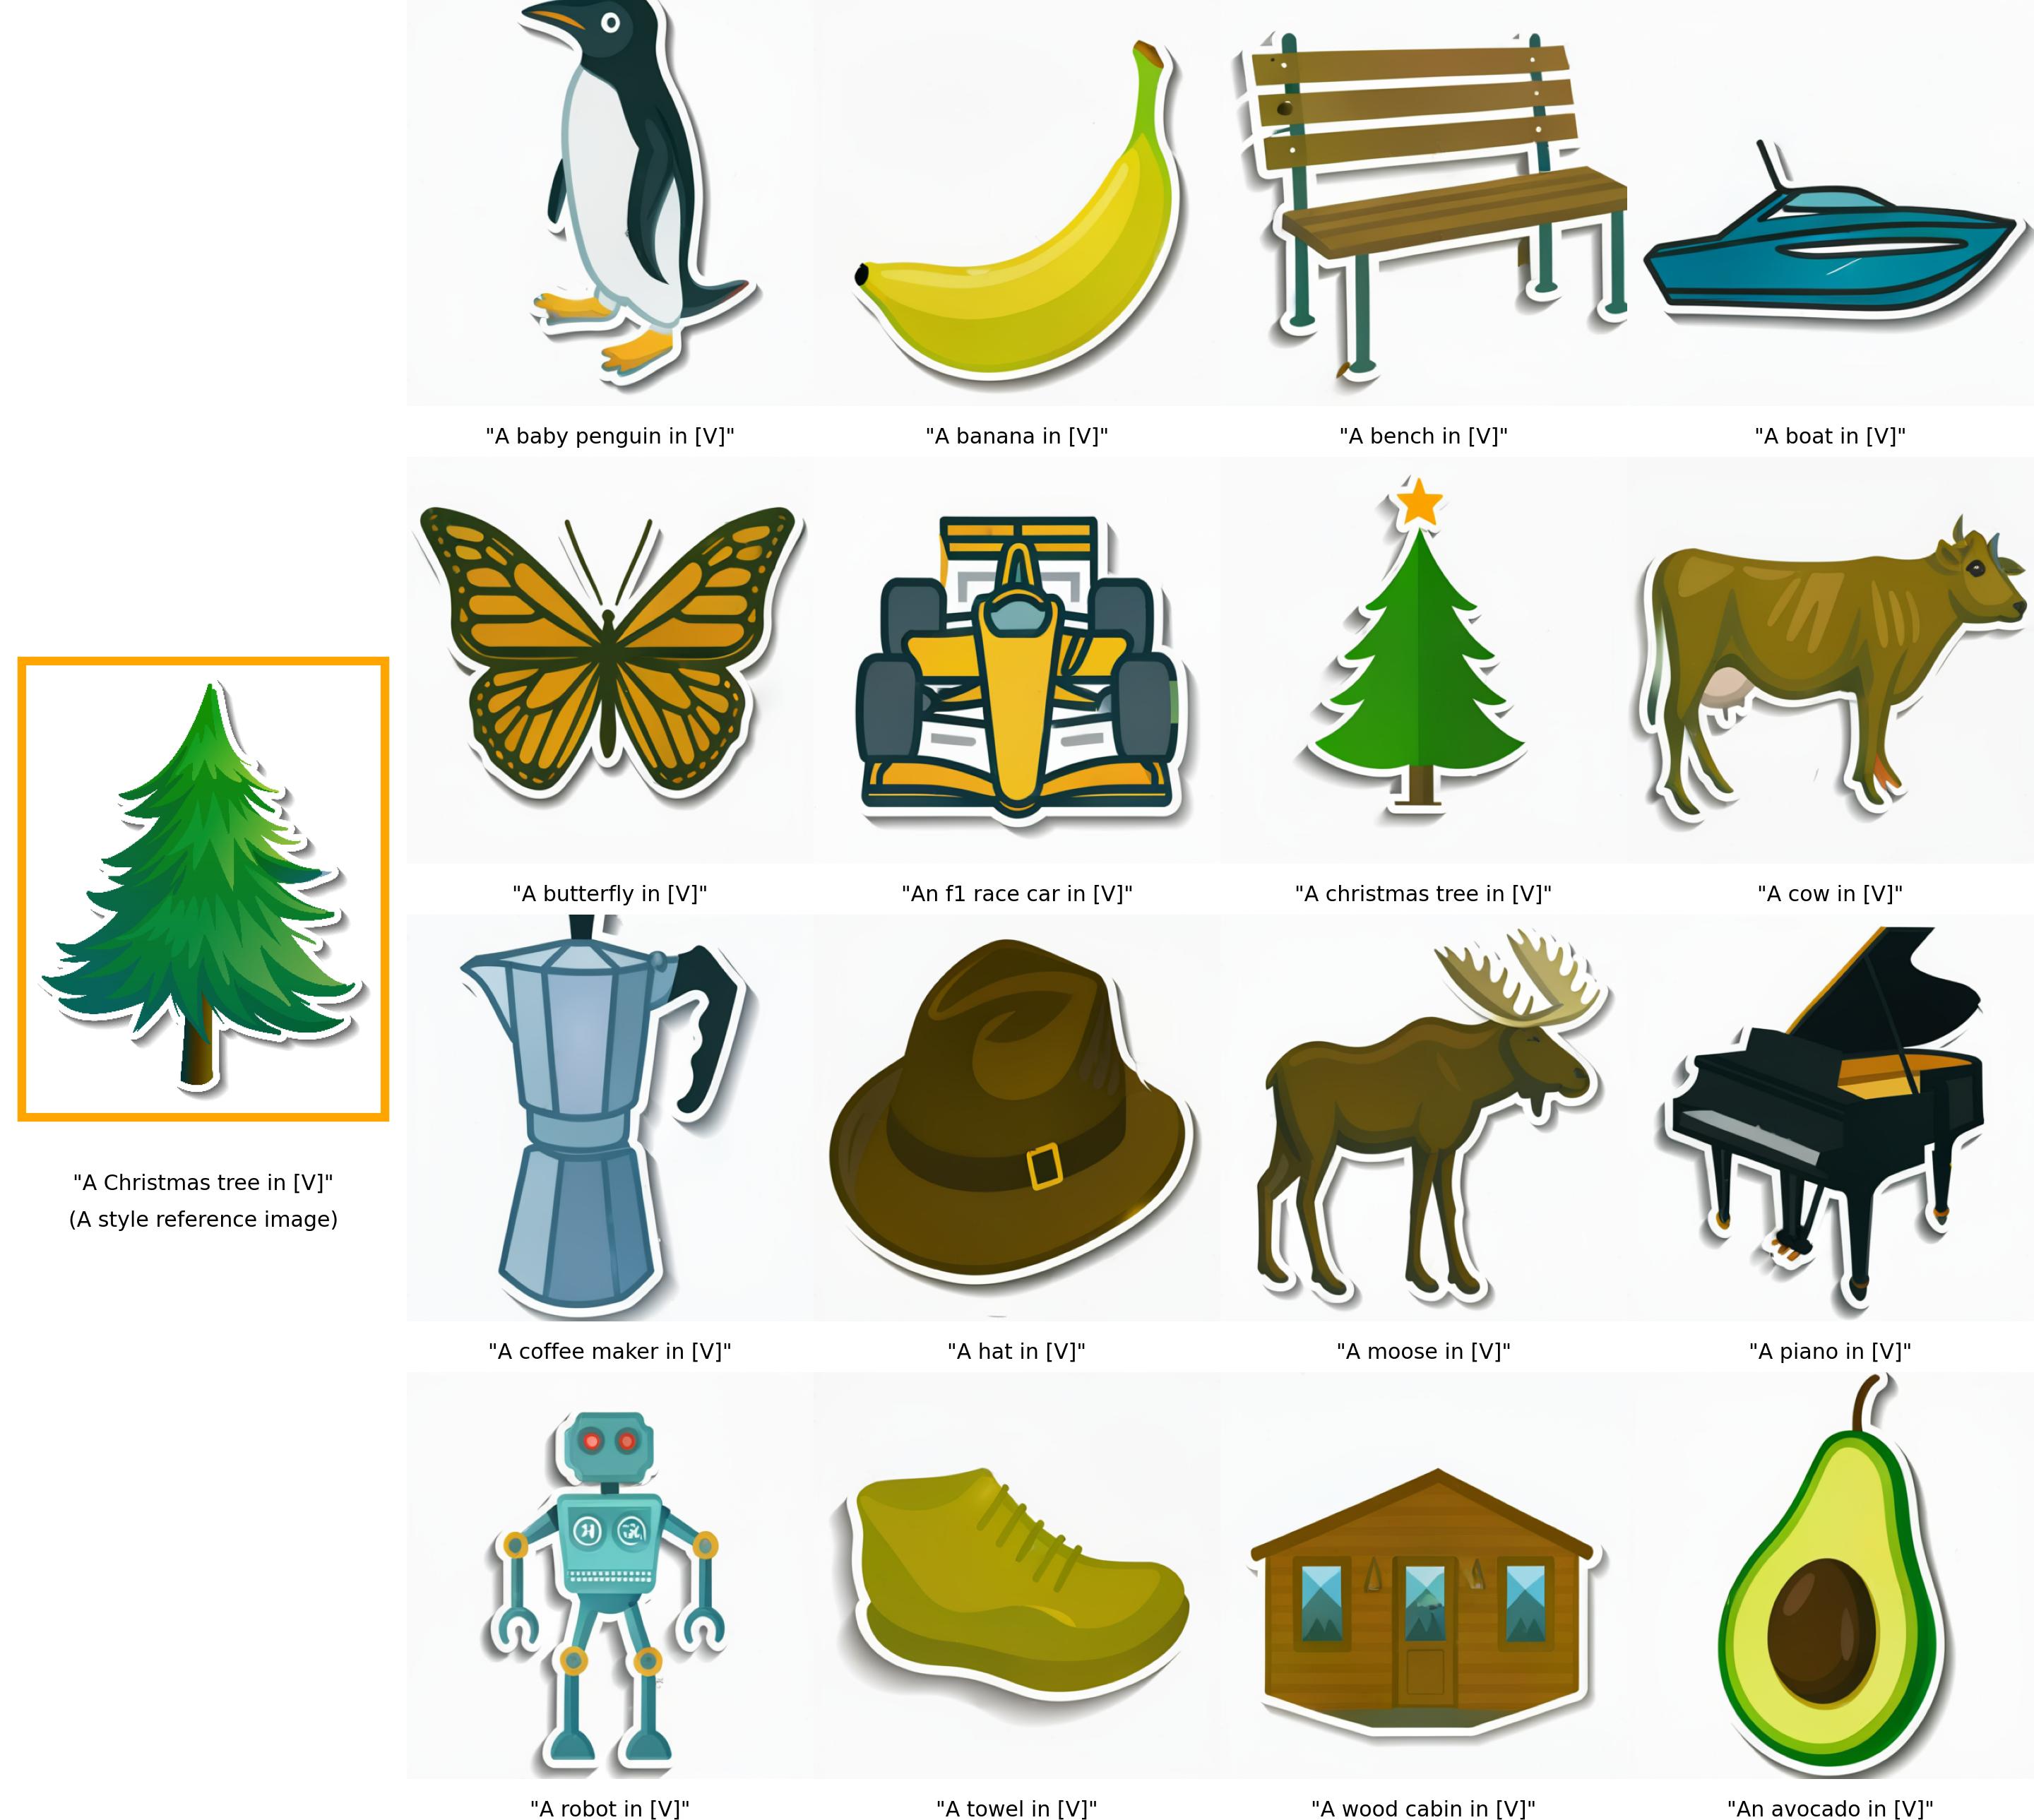 "A baby penguin in [V]"
"A banana in [V]"
"A bench in [V]"
"A boat in [V]"
"A butterfly in [V]"
"An f1 race car in [V]"
"A christmas tree in [V]"
"A cow in [V]"
"A Christmas tree in [V]"
(A style reference image)
"A coffee maker in [V]"
"A hat in [V]"
"A moose in [V]"
"A piano in [V]"
"A robot in [V]"
"A towel in [V]"
"A wood cabin in [V]"
"An avocado in [V]"